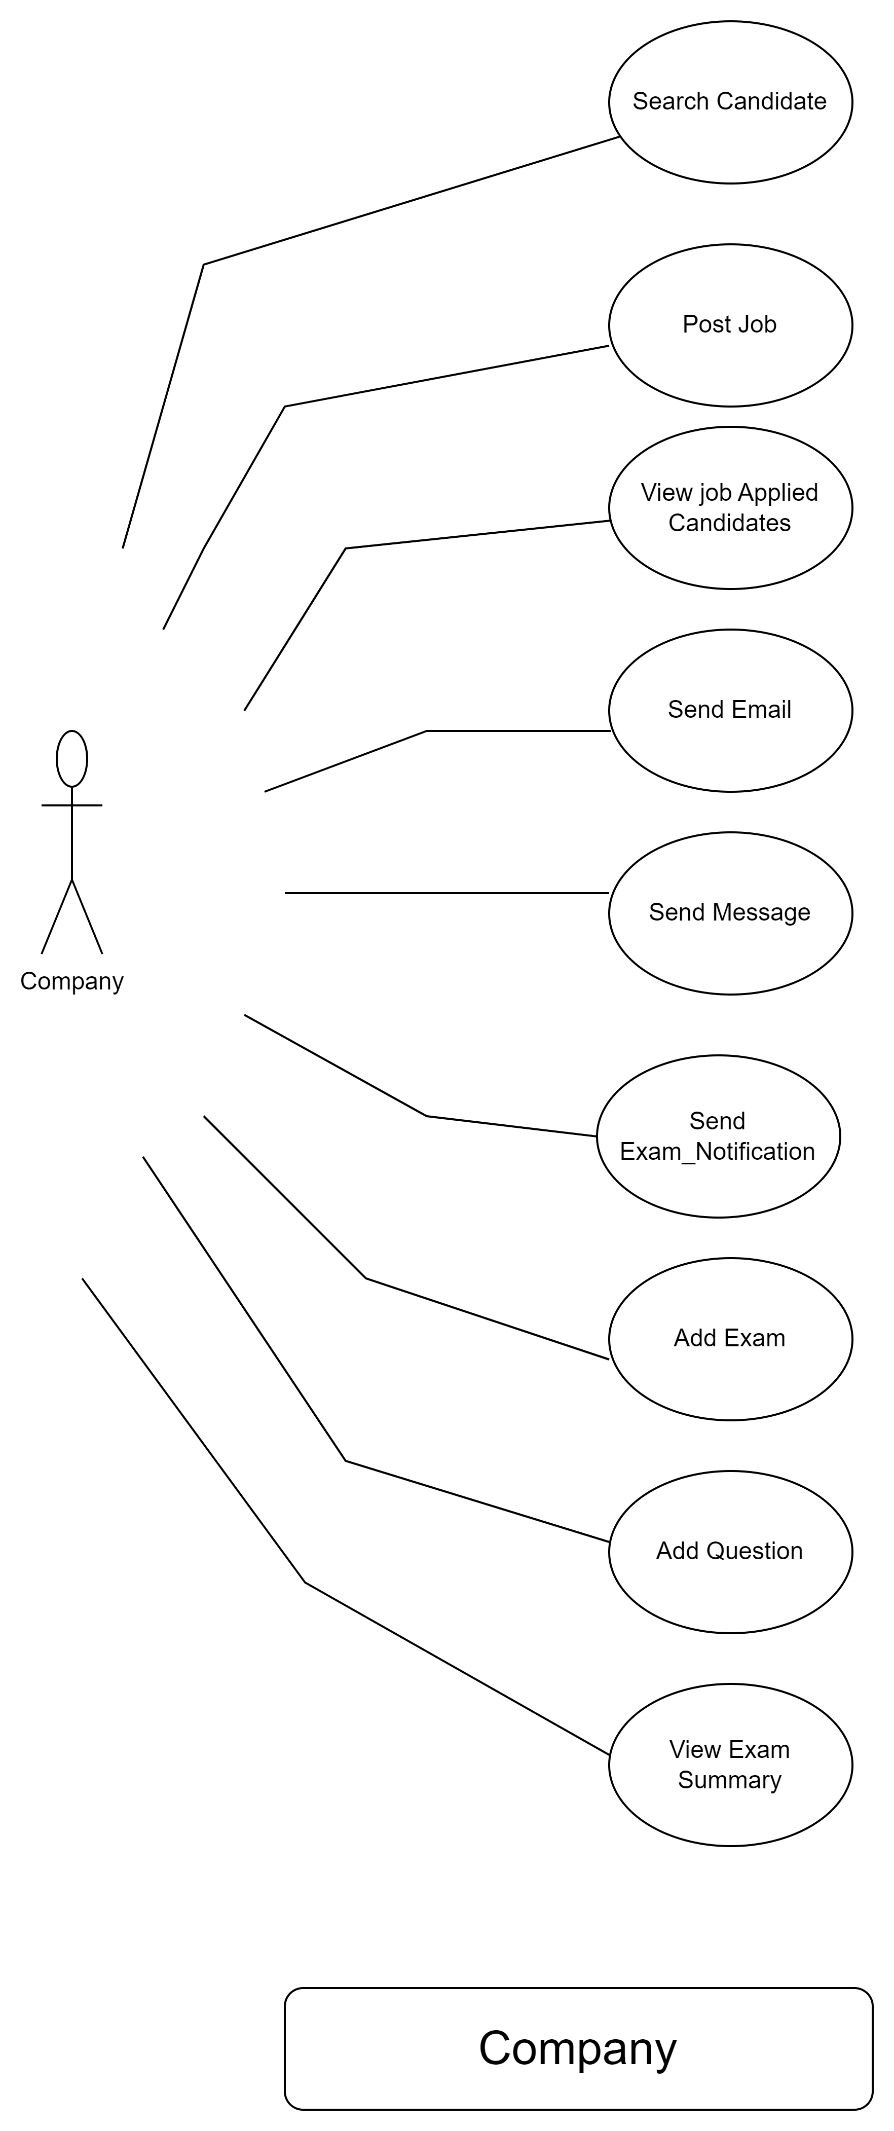 Search Candidate
Post Job
View job Applied
Candidates
Send Email
Send Message
Company
Send
Exam_Notification
Add Exam
Add Question
View Exam
Summary
Company